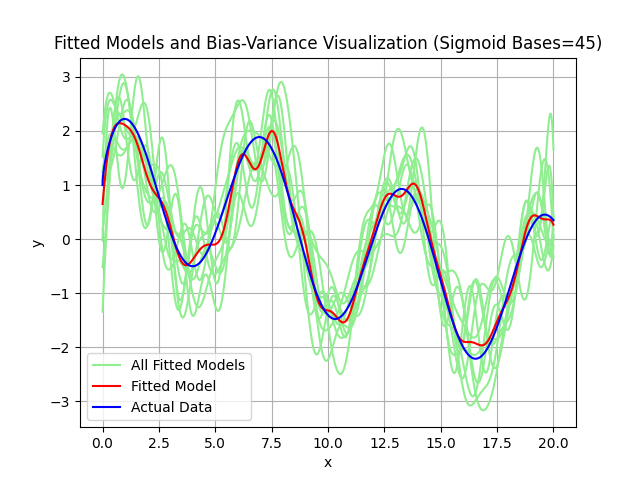 Fitted Models and Bias-Variance Visualization (Sigmoid Bases=45)
3
2
1
0
−1
−2
−3
y
All Fitted Models
Fitted Model
Actual Data
0.0 2.5 5.0 7.5 10.0 12.5 15.0 17.5 20.0
x